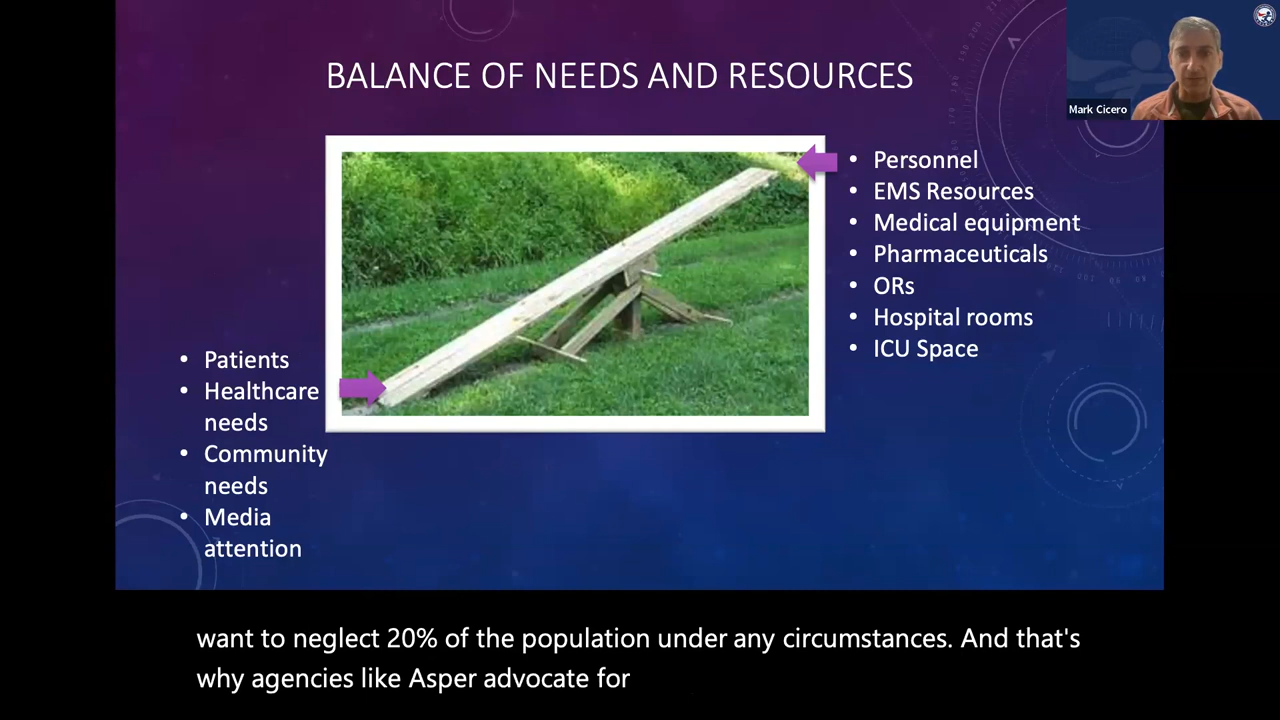 BALANCE OF NEEDS AND RESOURCES
Mark Cicero
• Personnel
• EMS Resources
• Medical equipment
• Pharmaceuticals
• ORs
• Hospital rooms
• ICU Space
• Patients
• Healthcare
needs
• Community
needs
• Media
attention
want to neglect 20% of the population under any circumstances. And that's
why agencies like Asper advocate for